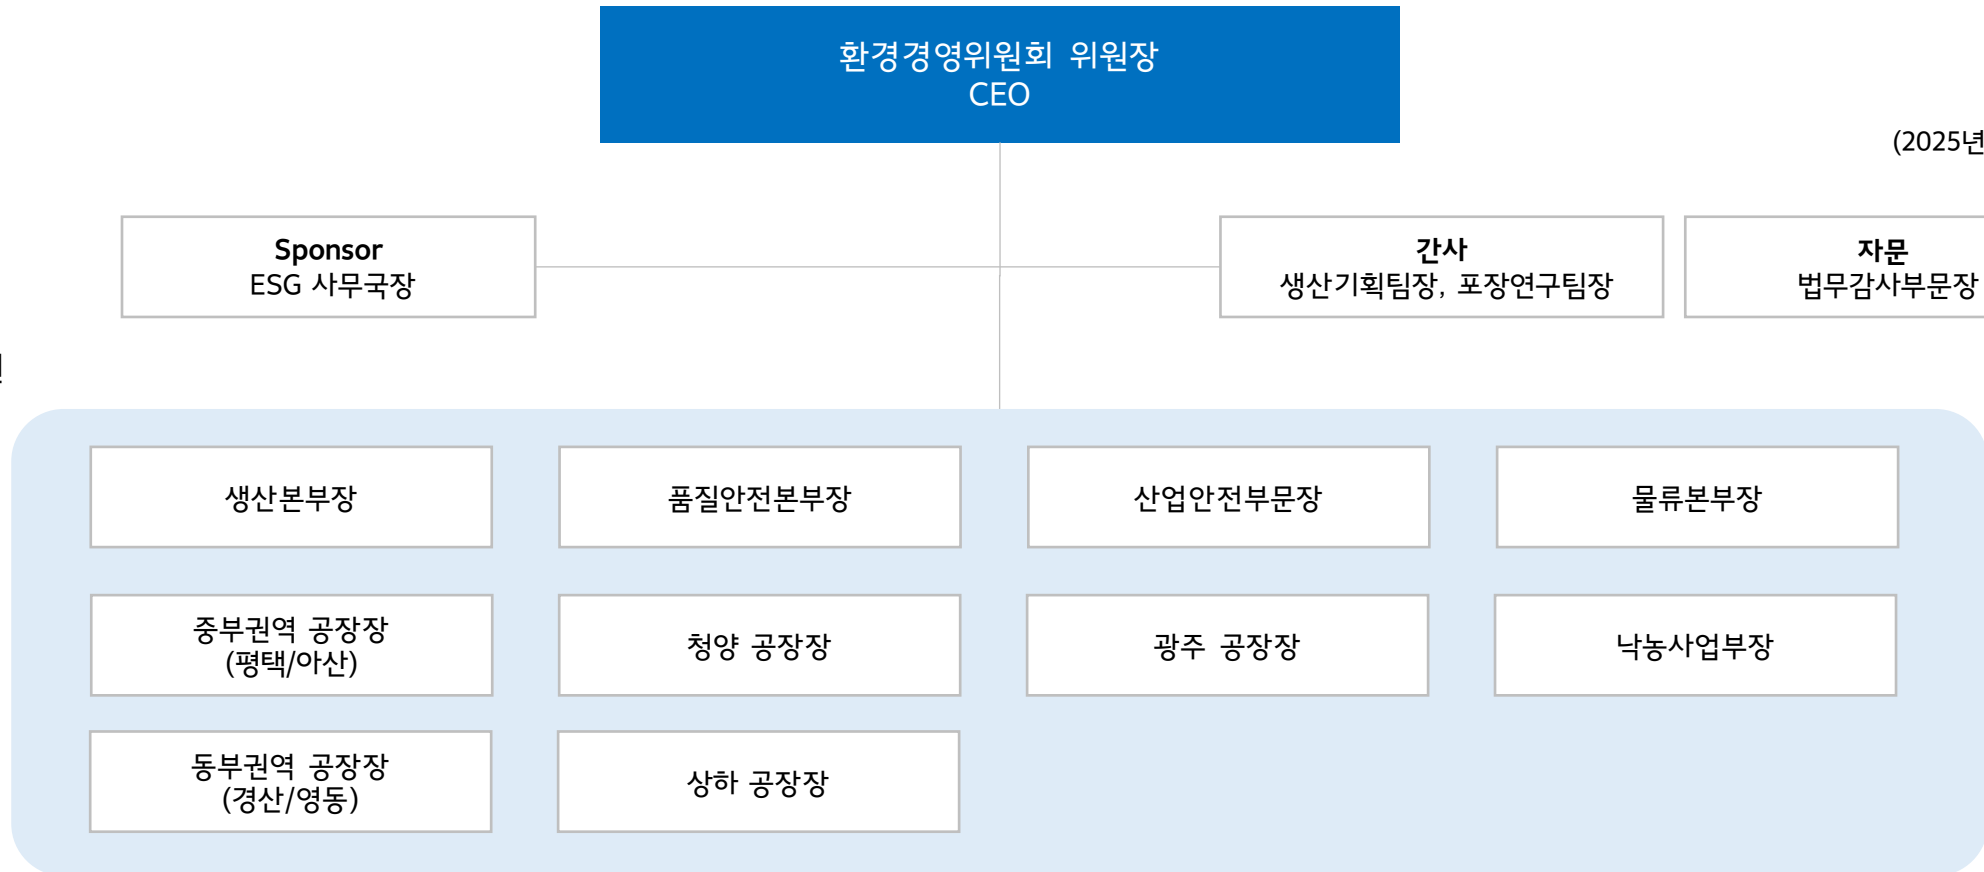 환경경영위원회 위원장
CEO
(2025년
Sponsor
ESG 사무국장
간사
생산기획팀장, 포장연구팀장
자문
법무감사부문장
생산본부장
품질안전본부장
산업안전부문장
물류본부장
중부권역 공장장
(평택/아산)
청양 공장장
광주 공장장
낙농사업부장
동부권역 공장장
(경산/영동)
상하 공장장